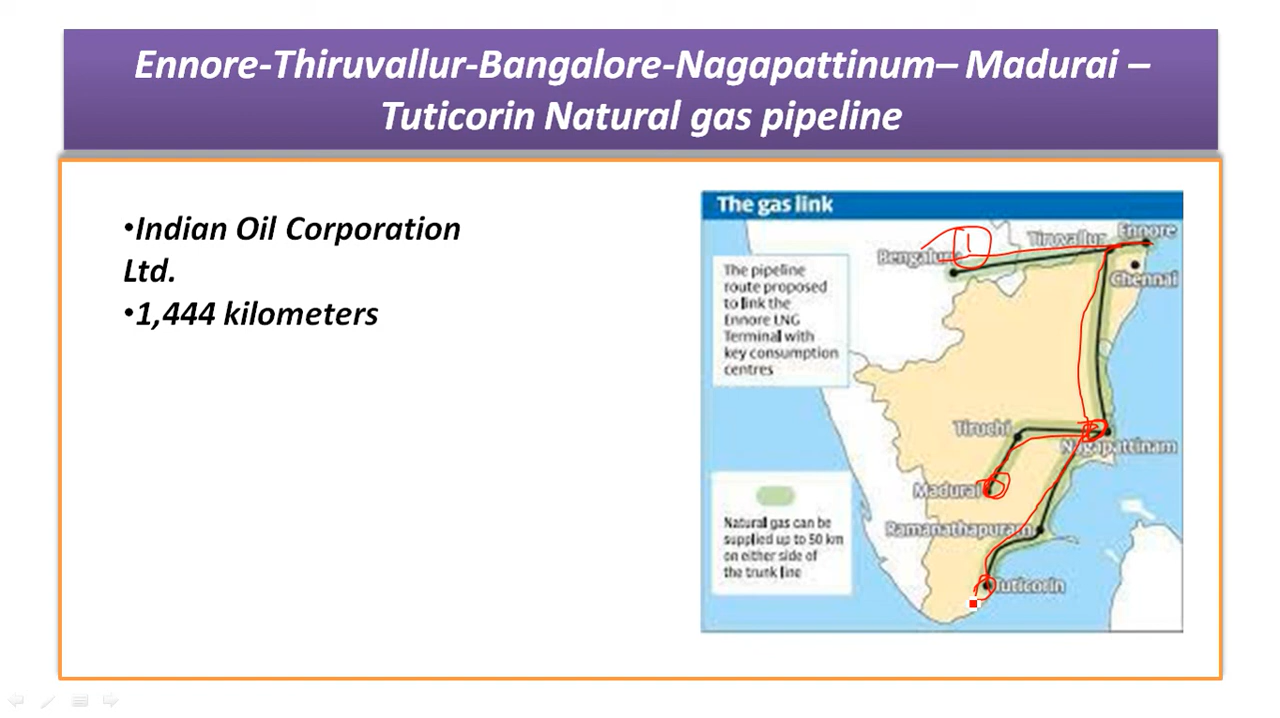 Ennore-Thiruvallur-Bangalore-Nagapattinum– Madurai –
Tuticorin Natural gas pipeline
•Indian Oil Corporation
Ltd.
•1,444 kilometers
The gas link
Ennore
Tiruvallur
Bengaluru
1
Chennai
The pipeline
route proposed
to link the
Ennore LNG
Terminal with
key consumption
centres
Tiruchi
Nagapattinam
Madurai
Ramanathapuram
Natural gas can be
supplied up to 50 km
on either side of
the trunk line
Tuticorin